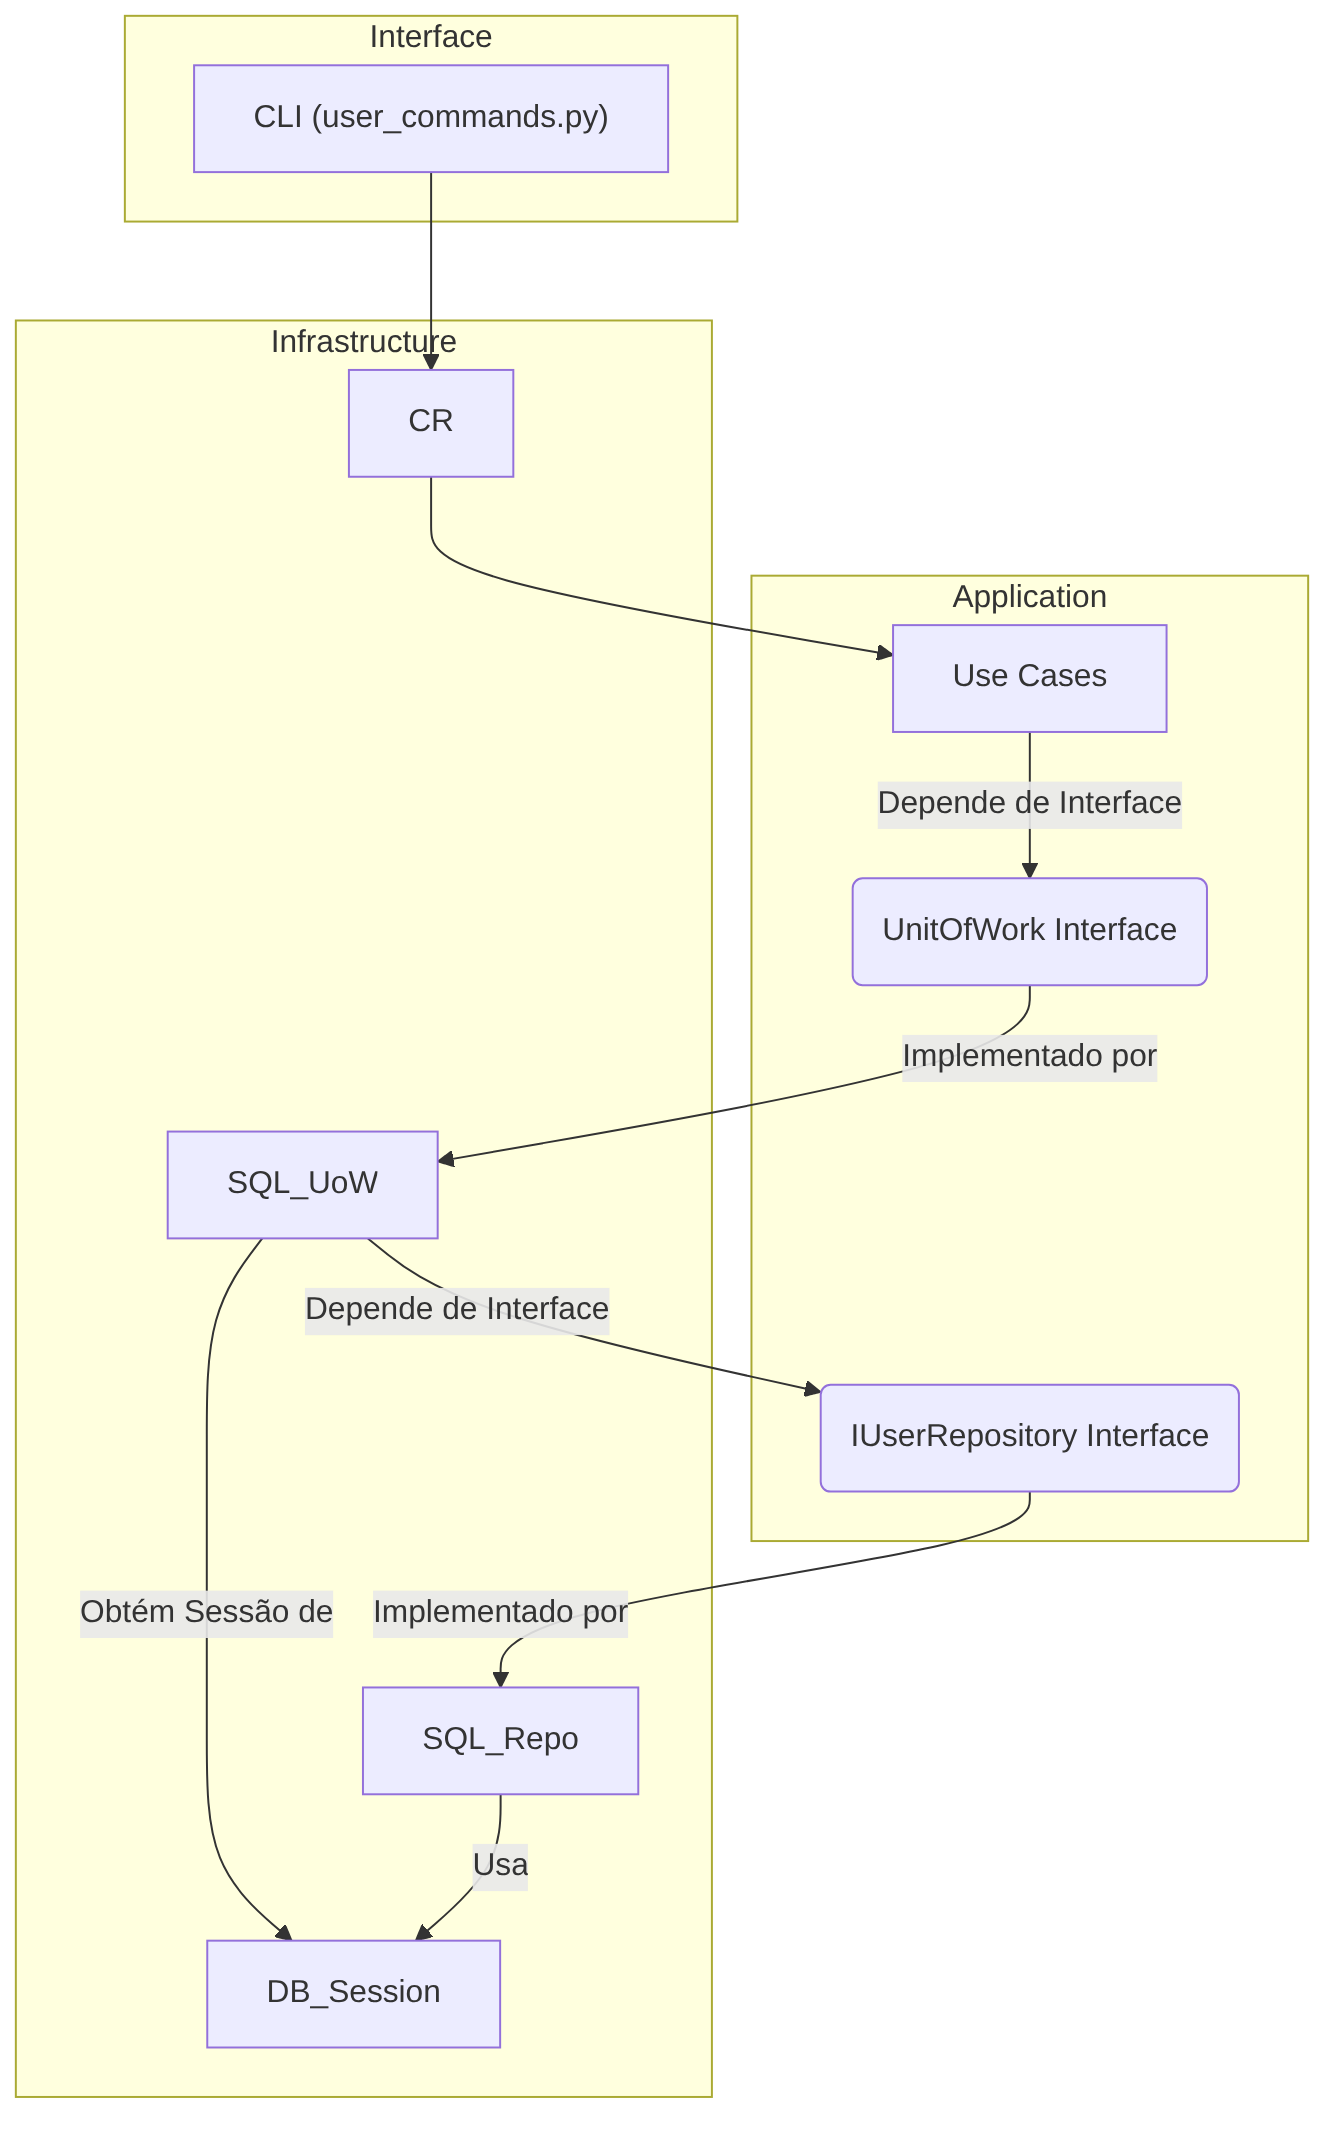 Interface
CLI (user_commands.py)
Infrastructure
CR
Application
Use Cases
Depende de Interface
UnitOfWork Interface
Implementado por
SQL_UoW
Depende de Interface
IUserRepository Interface
Obtém Sessão de
Implementado por
SQL_Repo
Usa
DB_Session